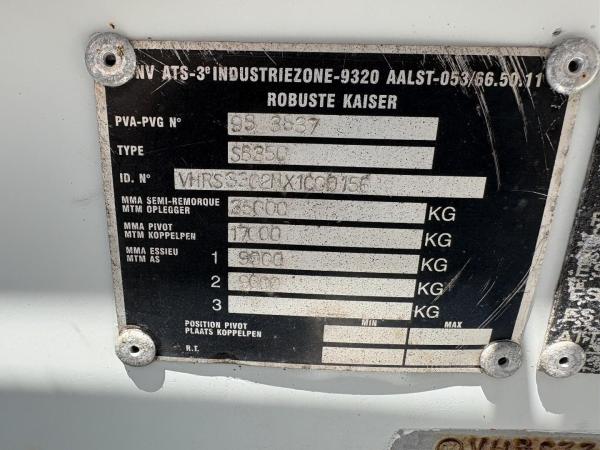 NV ATS-3e INDUSTRIEZONE-9320 AALST-053/66.50.11
ROBUSTE KAISER
PVA-PVG N° 98 3837
TYPE
ID. N°
MMA SEMI-REMORQUE
MTM OPLEGGER 35000 KG
MMA PIVOT
MTM KOPPELPEN 17000 KG
MMA ESSIEU
MTM AS 1 9000 KG
2 9000 KG
3 KG
MIN MAX
POSITION PIVOT
PLAATS KOPPELPEN
R.T.